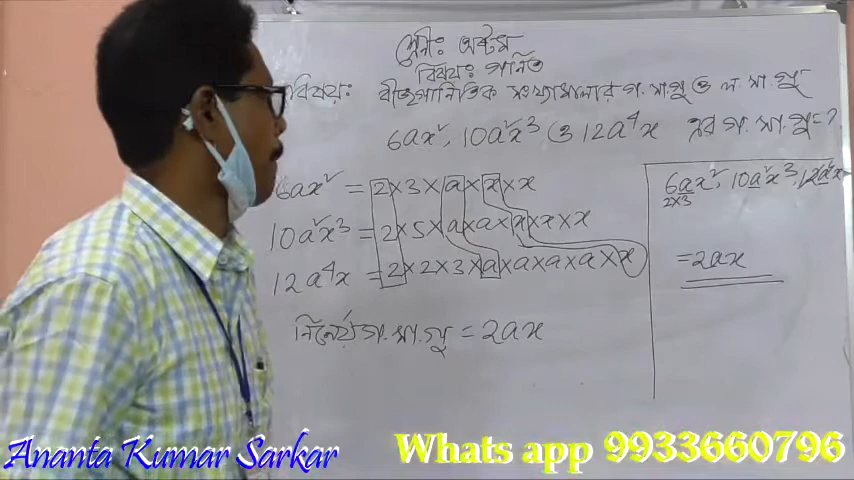 শ্রেণী: অষ্টম
বিষয়: গণিত
বিষয়: বীজগাণিতিক সংখ্যামালার গ. সা. গু ও ল. সা. গু
6ax², 10a²x³ ও 12a⁴x এর গ. সা. গু = ?
6ax² = 2×3×a×x×x
10a²x³ = 2×5×a×a×x×x×x
12a⁴x = 2×2×3×a×a×a×a×x
নির্ণেয় গ. সা. গু = 2ax
6ax², 10a²x³, 12a⁴x
2×3
= 2ax
Ananta Kumar Sarkar
Whats app 9933660796